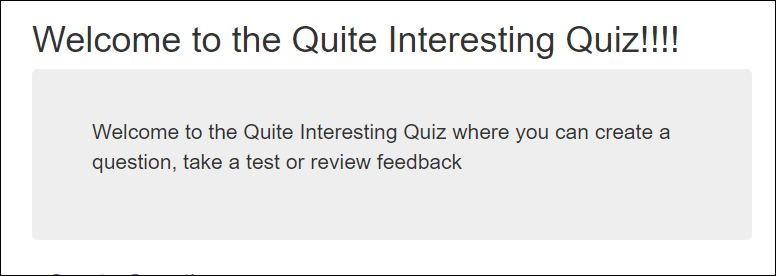 Welcome to the Quite Interesting Quiz!!!!
Welcome to the Quite Interesting Quiz where you can create a
question, take a test or review feedback